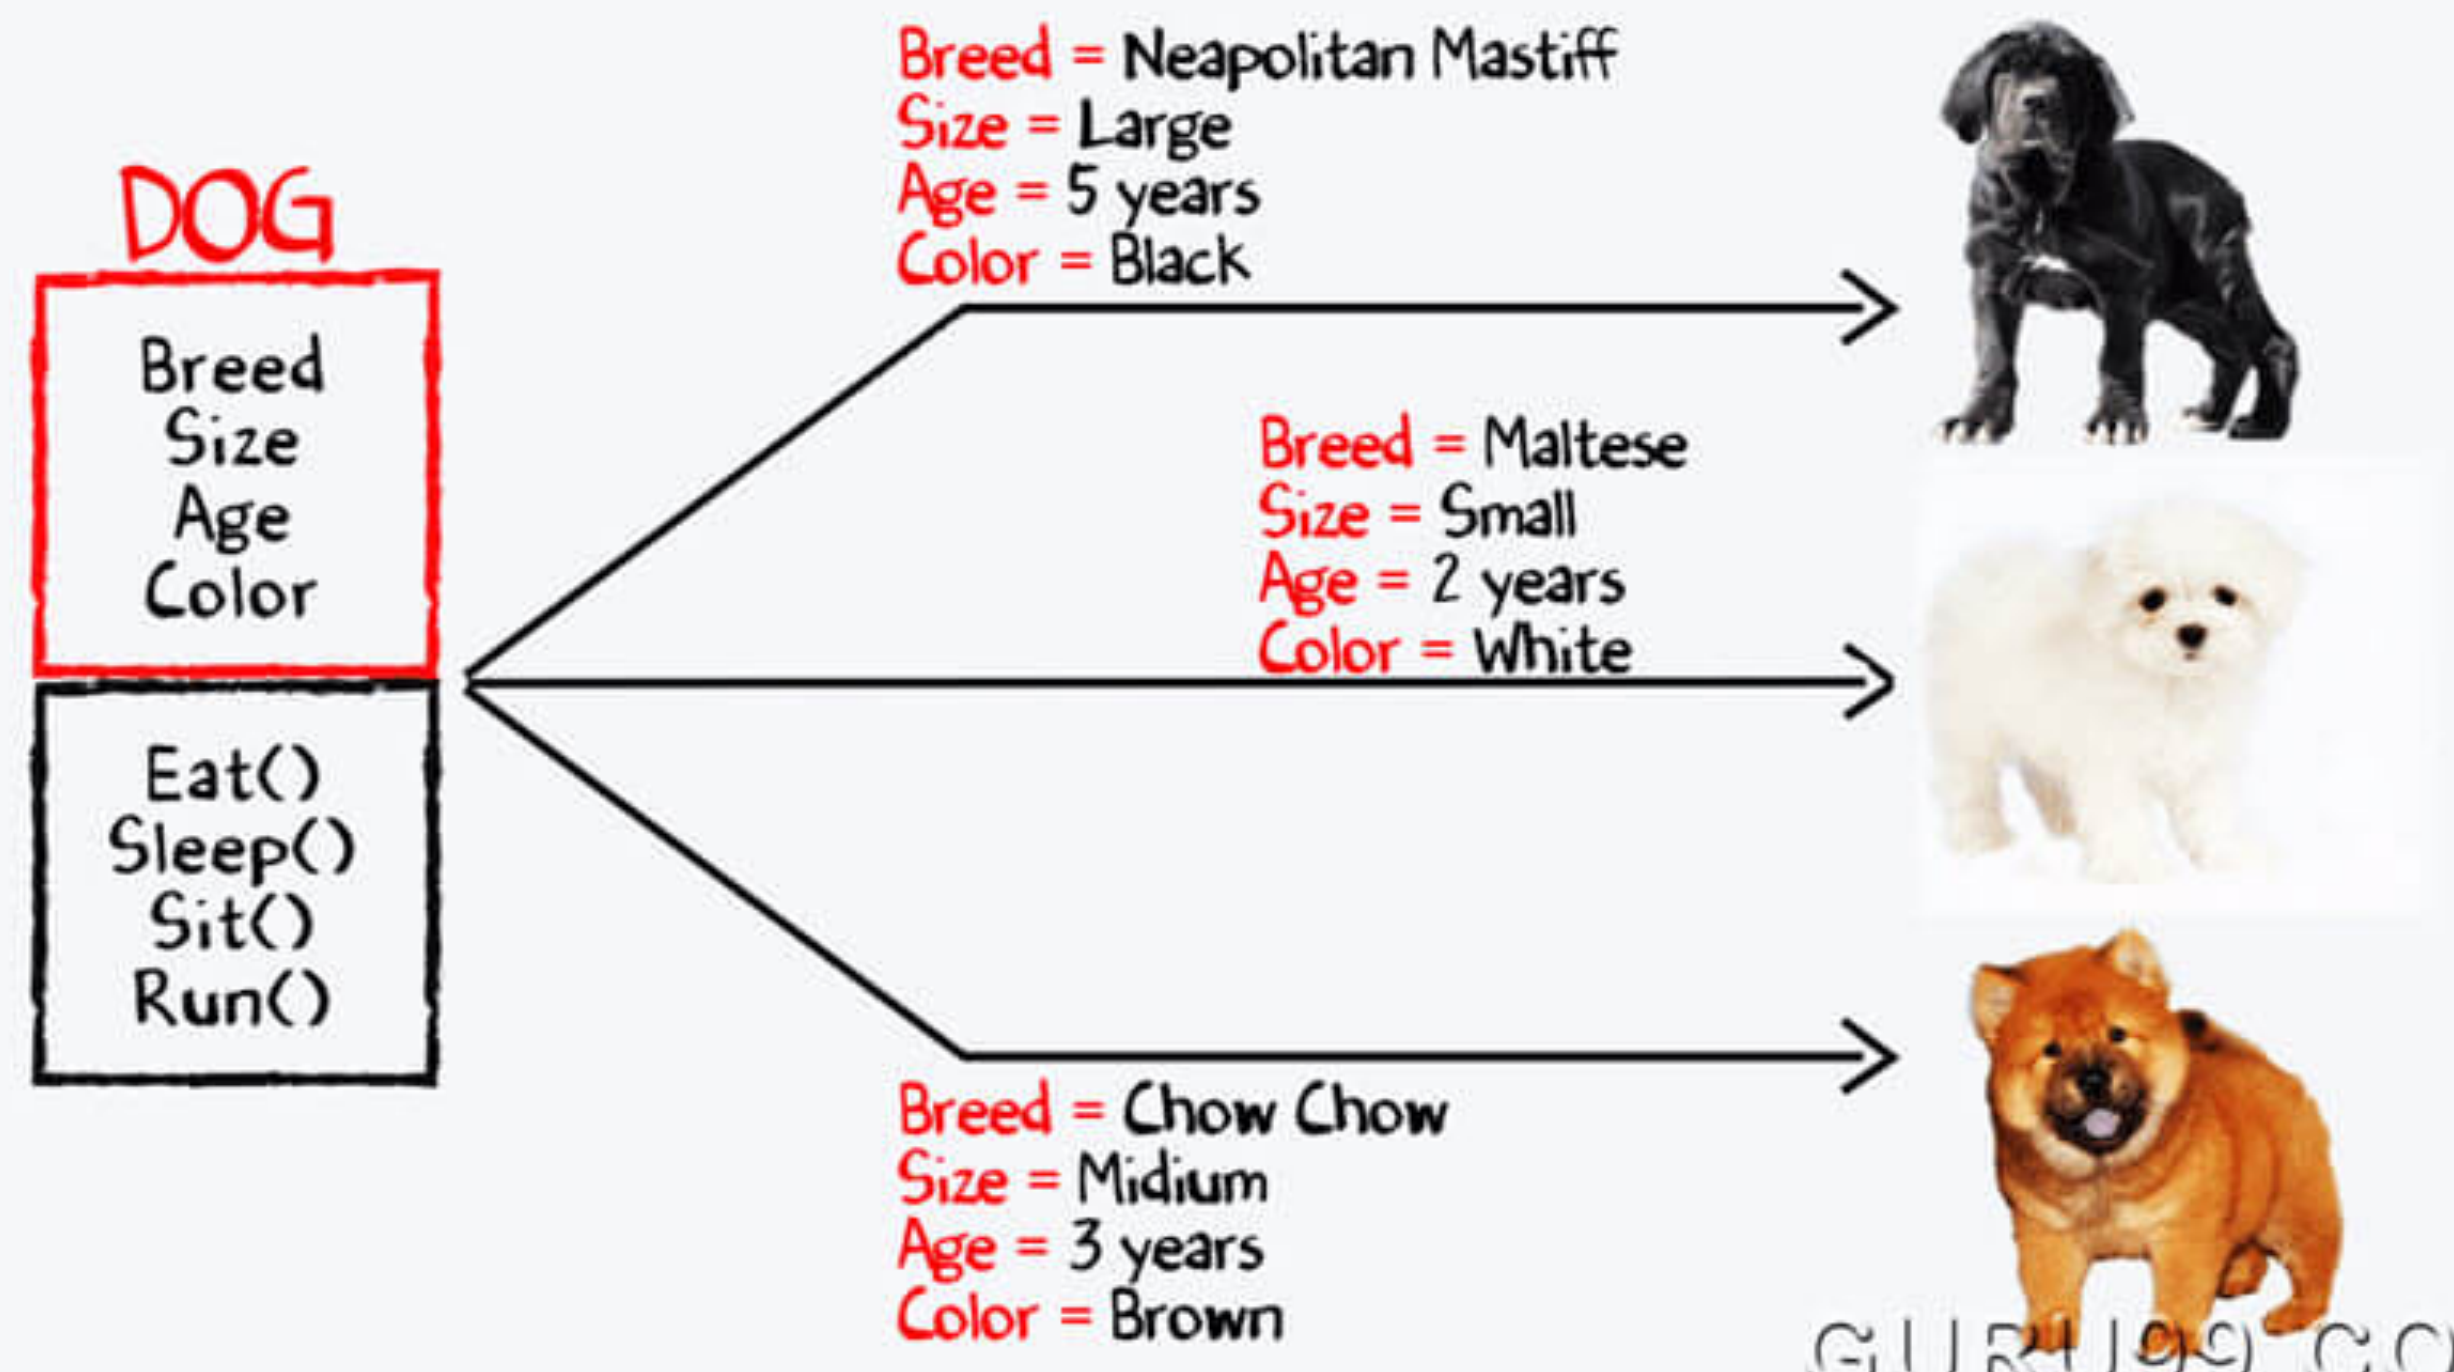 DOG
Breed
Size
Age
Color
Eat()
Sleep()
Sit()
Run()
Breed = Neapolitan Mastiff
Size = Large
Age = 5 years
Color = Black
Breed = Maltese
Size = Small
Age = 2 years
Color = White
Breed = Chow Chow
Size = Midium
Age = 3 years
Color = Brown
GURU99.CO